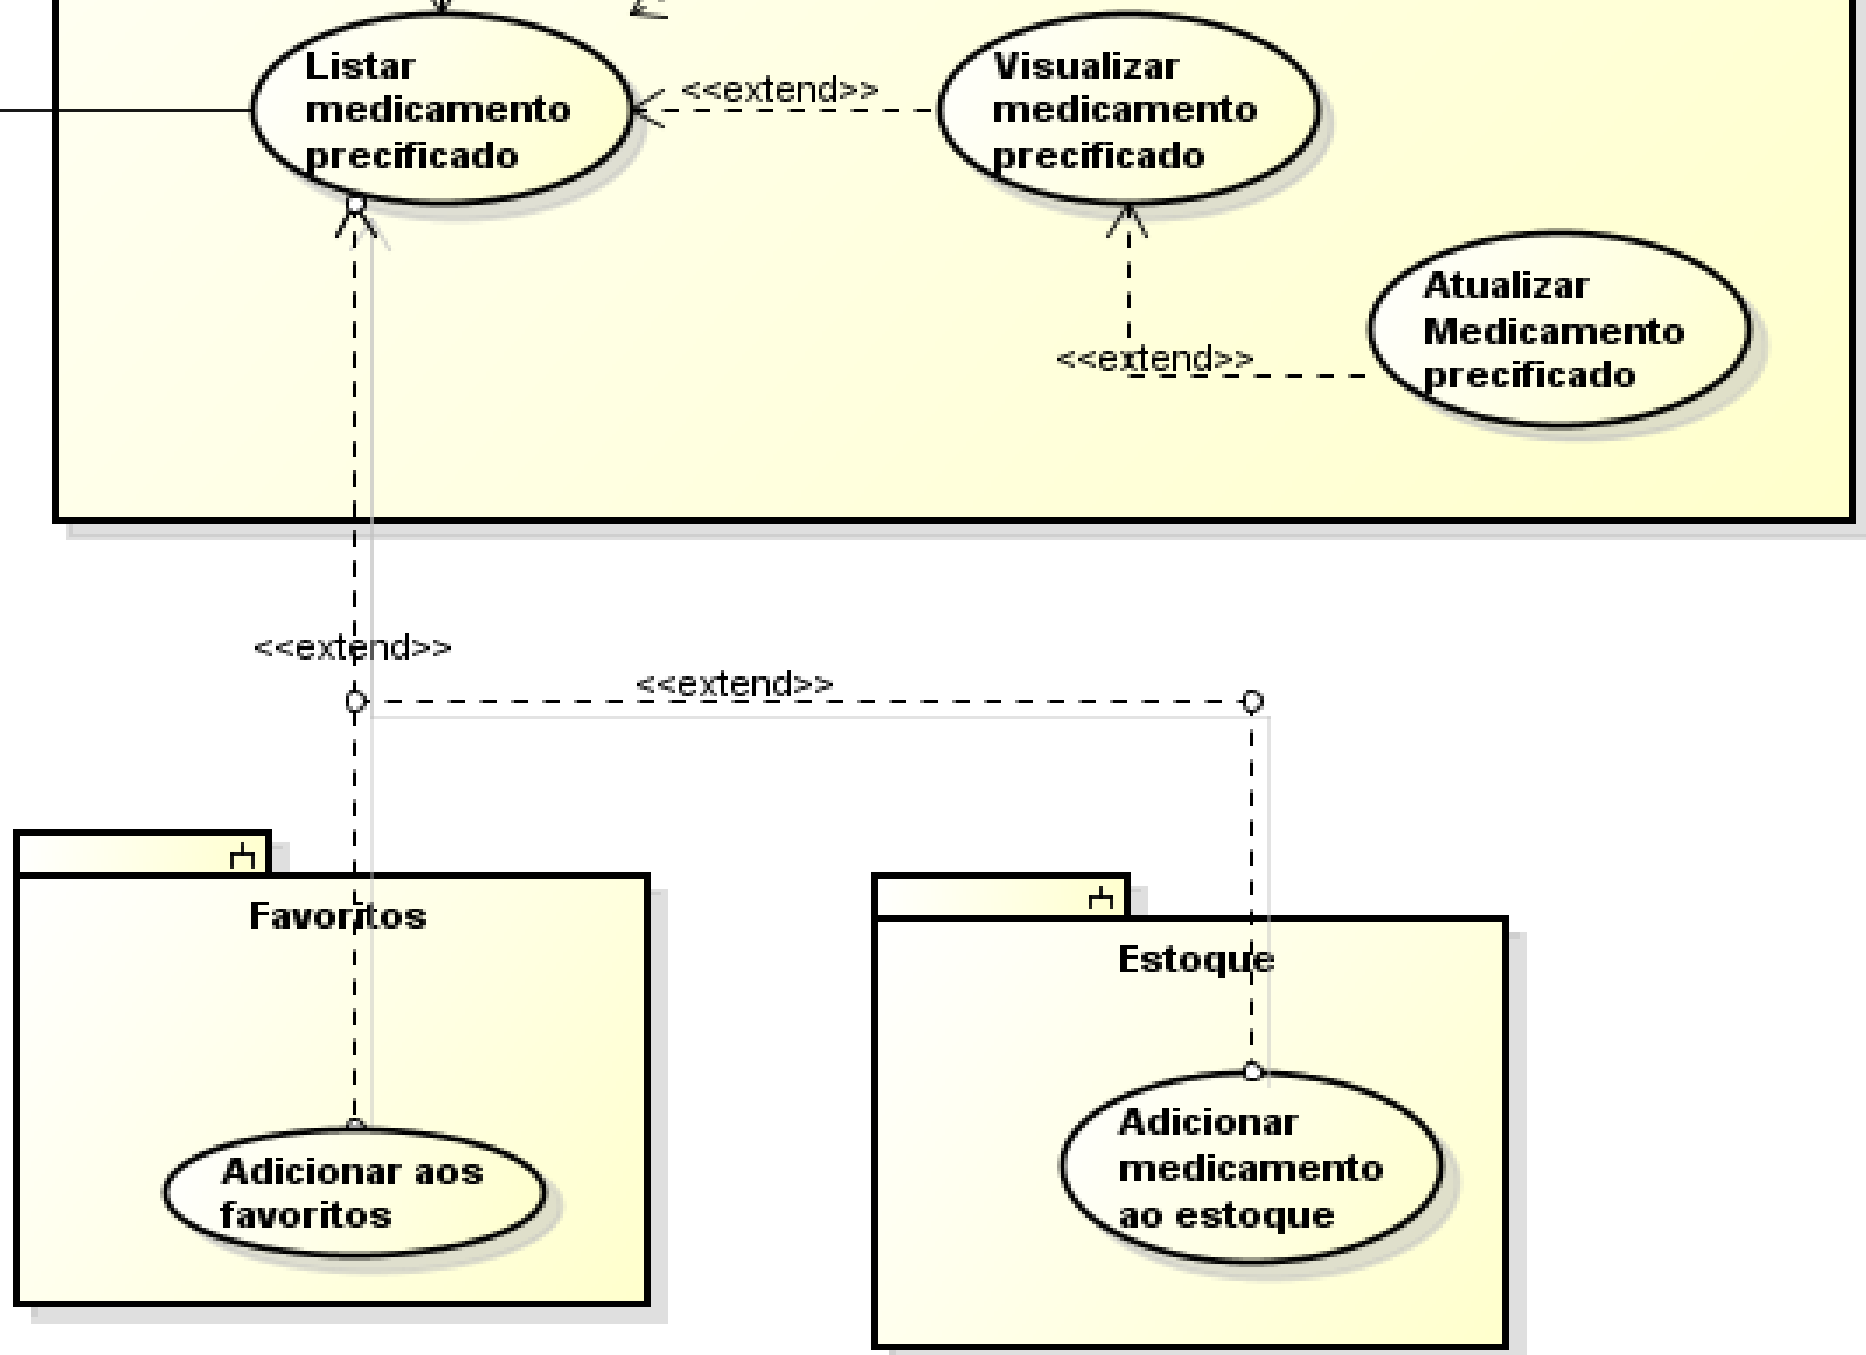 Listar
medicamento
precificado
<<extend>>
Visualizar
medicamento
precificado
Atualizar
Medicamento
precificado
<<extend>>
<<extend>>
<<extend>>
Favoritos
Estoque
Adicionar aos
favoritos
Adicionar
medicamento
ao estoque